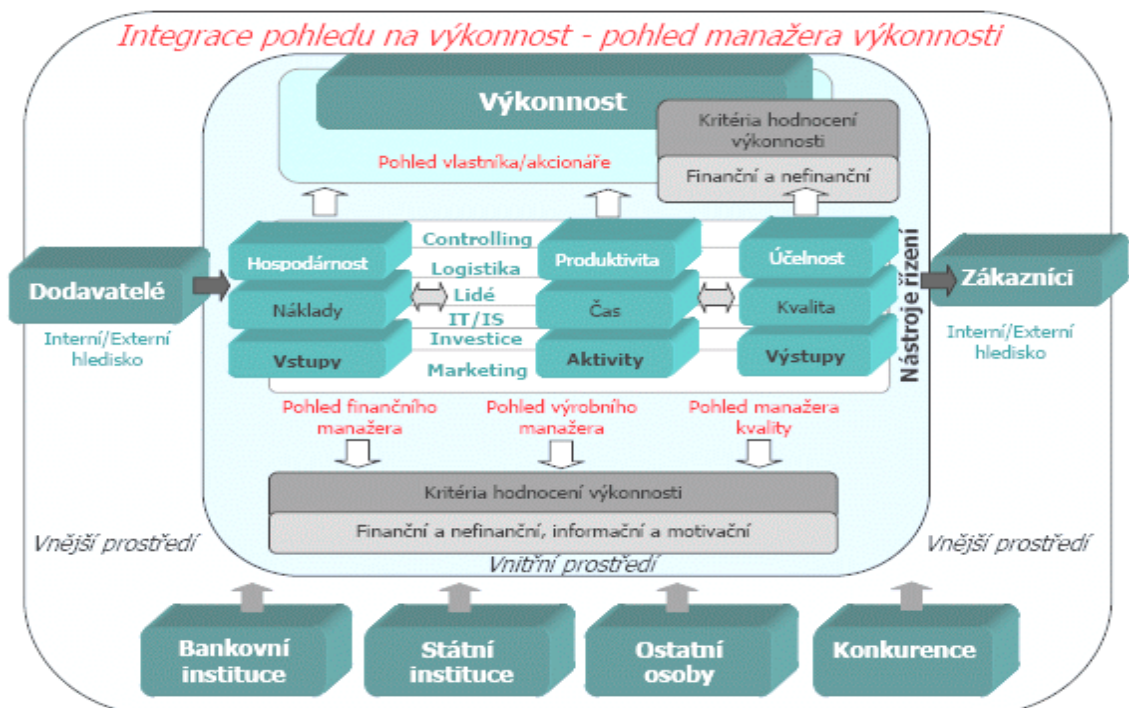 Integrace pohledu na výkonnost - pohled manažera výkonnosti
Výkonnost
Kritéria hodnocení
výkonnosti
Finanční a nefinanční
Pohled vlastníka/akcionáře
Dodavatelé
Interní/Externí
hledisko
Hospodárnost
Náklady
Vstupy
Controlling
Logistika
Lidé
IT/IS
Investice
Marketing
Produktivita
Čas
Aktivity
Účelnost
Kvalita
Výstupy
Nástroje řízení
Zákazníci
Interní/Externí
hledisko
Pohled finančního
manažera
Pohled výrobního
manažera
Pohled manažera
kvality
Kritéria hodnocení výkonnosti
Finanční a nefinanční, informační a motivační
Vnější prostředí
Vnitřní prostředí
Vnější prostředí
Bankovní
instituce
Státní
instituce
Ostatní
osoby
Konkurence